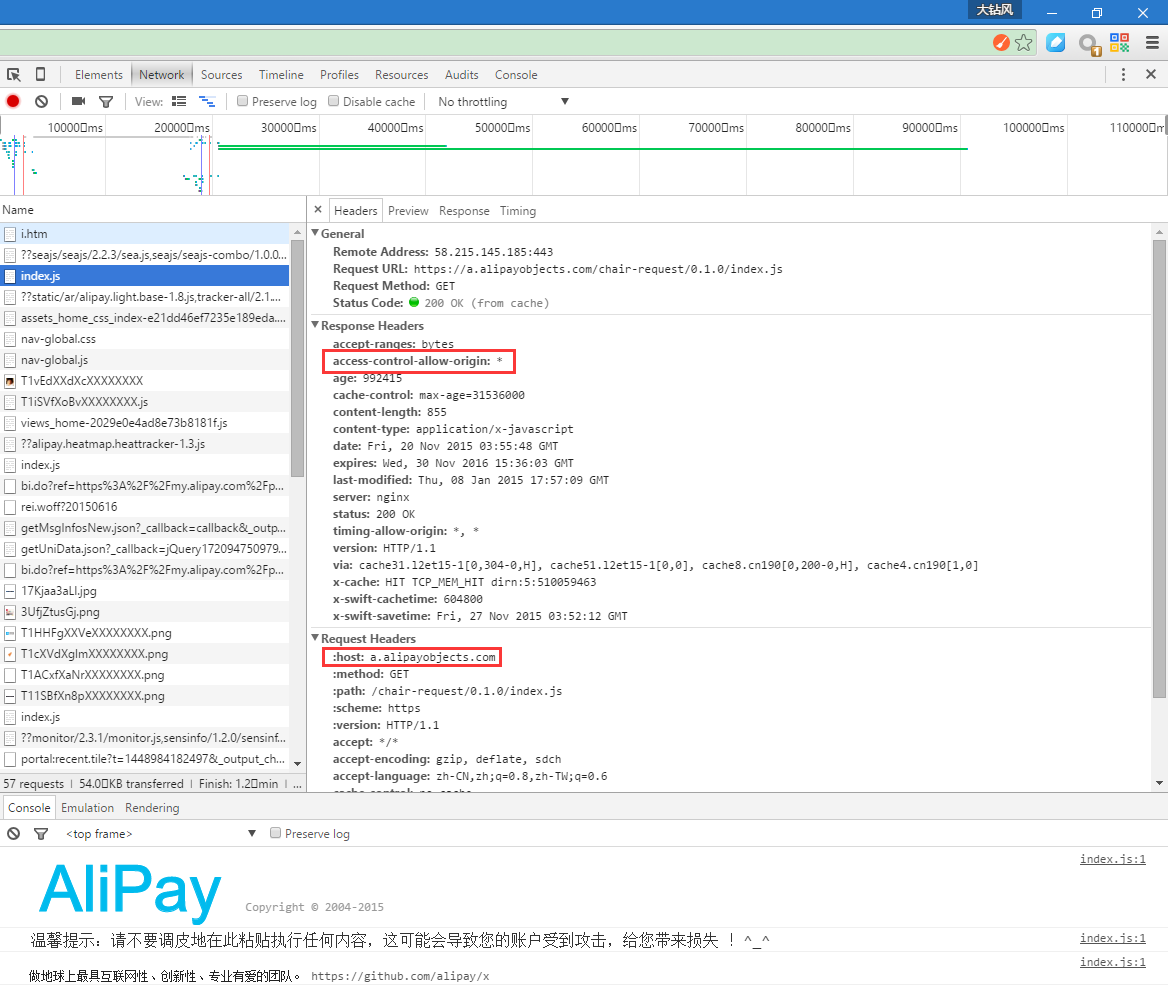 大钻风
1
Elements Network Sources Timeline Profiles Resources Audits Console
View: Preserve log Disable cache No throttling
10000ms 20000ms 30000ms 40000ms 50000ms 60000ms 70000ms 80000ms 90000ms 100000ms 110000m
Name
i.htm
??seajs/seajs/2.2.3/sea.js,seajs/seajs-combo/1.0.0...
index.js
??static/ar/alipay.light.base-1.8.js,tracker-all/2.1....
assets_home_css_index-e21dd46ef7235e189eda....
nav-global.css
nav-global.js
T1vEdXXdXcXXXXXXXX
T1iSVfXoBvXXXXXXXX.js
views_home-2029e0e4ad8e73b8181f.js
??alipay.heatmap.heattracker-1.3.js
index.js
bi.do?ref=https%3A%2F%2Fmy.alipay.com%2Fp...
rei.woff?20150616
getMsgInfosNew.json?_callback=callback&_outp...
getUniData.json?_callback=jQuery172094750979...
bi.do?ref=https%3A%2F%2Fmy.alipay.com%2Fp...
17Kjaa3aLI.jpg
3UfjZtusGj.png
T1HHFgXXVeXXXXXXXX.png
T1cXVdXgImXXXXXXXX.png
T1ACxfXaNrXXXXXXXX.png
T11SBfXn8pXXXXXXXX.png
index.js
??monitor/2.3.1/monitor.js,sensinfo/1.2.0/sensinf...
portal:recent.tile?t=1448984182497&_output_ch...
57 requests | 54.0KB transferred | Finish: 1.2min | ...
× Headers Preview Response Timing
General
Remote Address: 58.215.145.185:443
Request URL: https://a.alipayobjects.com/chair-request/0.1.0/index.js
Request Method: GET
Status Code: 200 OK (from cache)
Response Headers
accept-ranges: bytes
access-control-allow-origin: *
age: 992415
cache-control: max-age=31536000
content-length: 855
content-type: application/x-javascript
date: Fri, 20 Nov 2015 03:55:48 GMT
expires: Wed, 30 Nov 2016 15:36:03 GMT
last-modified: Thu, 08 Jan 2015 17:57:09 GMT
server: nginx
status: 200 OK
timing-allow-origin: *, *
version: HTTP/1.1
via: cache31.l2et15-1[0,304-0,H], cache51.l2et15-1[0,0], cache8.cn190[0,200-0,H], cache4.cn190[1,0]
x-cache: HIT TCP_MEM_HIT dirn:5:510059463
x-swift-cachetime: 604800
x-swift-savetime: Fri, 27 Nov 2015 03:52:12 GMT
Request Headers
:host: a.alipayobjects.com
:method: GET
:path: /chair-request/0.1.0/index.js
:scheme: https
:version: HTTP/1.1
accept: */*
accept-encoding: gzip, deflate, sdch
accept-language: zh-CN,zh;q=0.8,zh-TW;q=0.6
cache-control: no-cache
Console Emulation Rendering
<top frame> Preserve log
AliPay Copyright © 2004-2015 index.js:1
温馨提示：请不要调皮地在此粘贴执行任何内容，这可能会导致您的账户受到攻击，给您带来损失 ！^_^ index.js:1
做地球上最具互联网性、创新性、专业有爱的团队。 https://github.com/alipay/x index.js:1